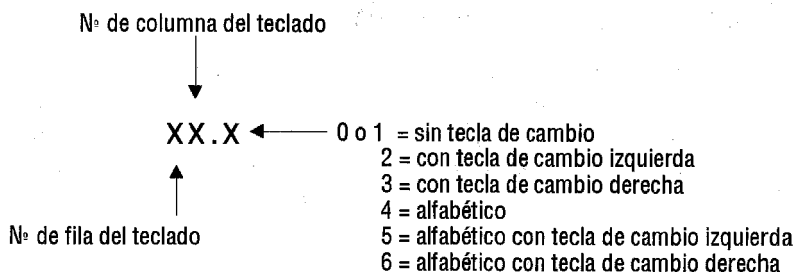 Nº de columna del teclado
XX.X
0 o 1 = sin tecla de cambio
2 = con tecla de cambio izquierda
3 = con tecla de cambio derecha
4 = alfabético
Nº de fila del teclado
5 = alfabético con tecla de cambio izquierda
6 = alfabético con tecla de cambio derecha